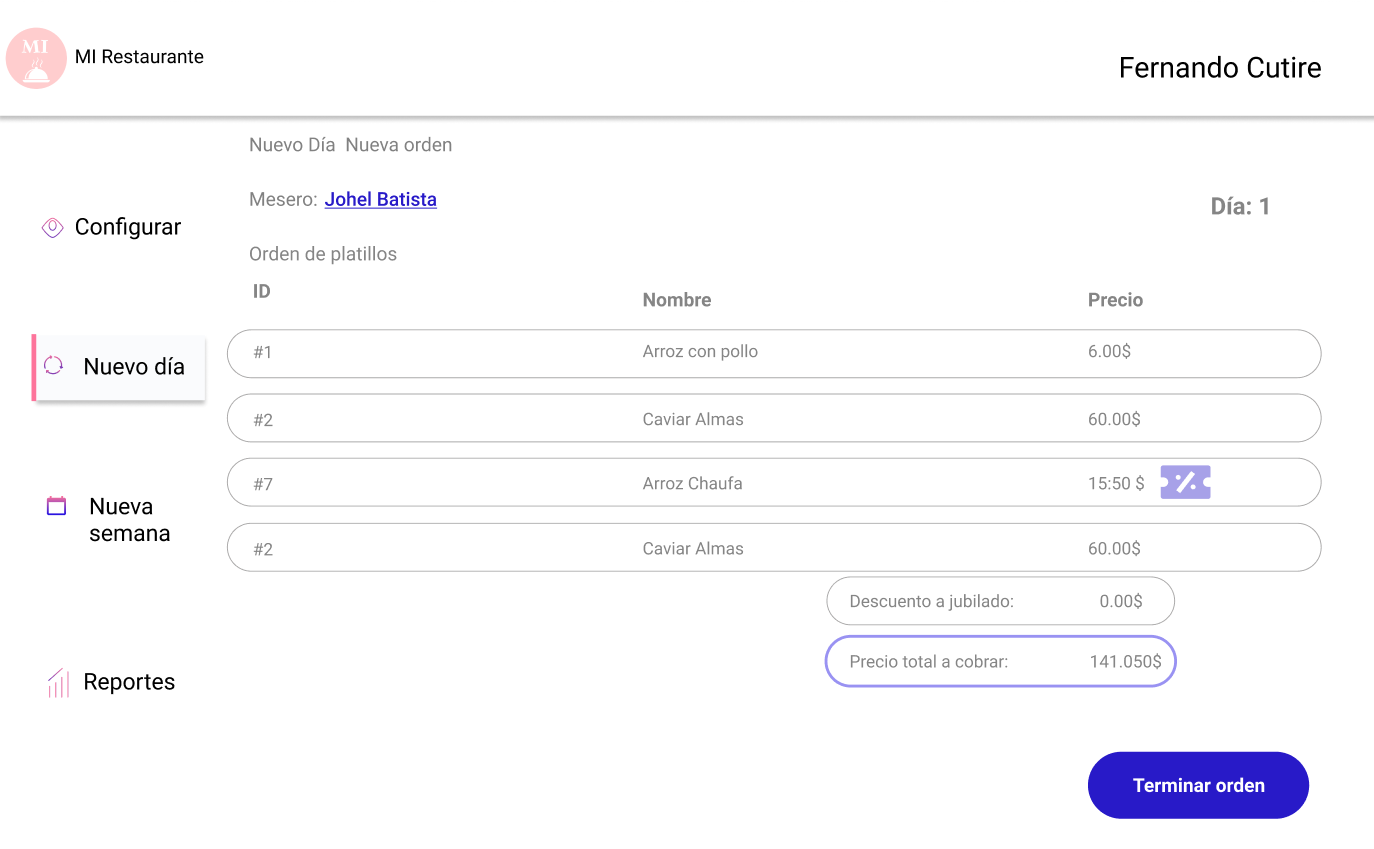 MI
MI Restaurante
Fernando Cutire
Nuevo Día Nueva orden
Mesero: Johel Batista
Día: 1
Configurar
Nuevo día
Nueva
semana
Reportes
Orden de platillos
ID Nombre Precio
#1 Arroz con pollo 6.00$
#2 Caviar Almas 60.00$
#7 Arroz Chaufa 15:50 $
#2 Caviar Almas 60.00$
Descuento a jubilado: 0.00$
Precio total a cobrar: 141.050$
Terminar orden